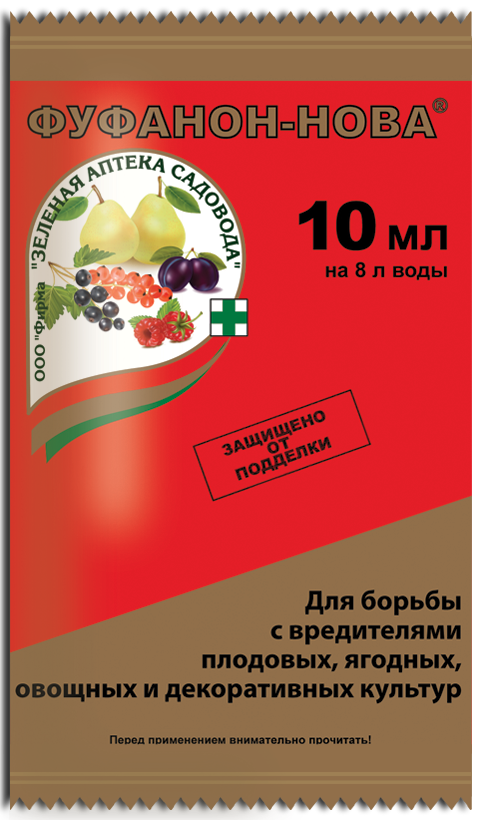 ФУФАНОН-НОВА®
ООО "Фирма "ЗЕЛЕНАЯ АПТЕКА САДОВОДА"
10 мл
на 8 л воды
ЗАЩИЩЕНО
ОТ
ПОДДЕЛКИ
Для борьбы
с вредителями
плодовых, ягодных,
овощных и декоративных культур
Перед применением внимательно прочитать!